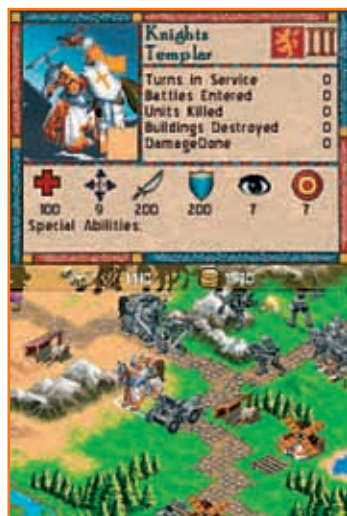 Knights
Templar
Turns in Service 0
Battles Entered 0
Units Killed 0
Buildings Destroyed 0
DamageDone 0
100 9 200 200 7 7
Special Abilities: